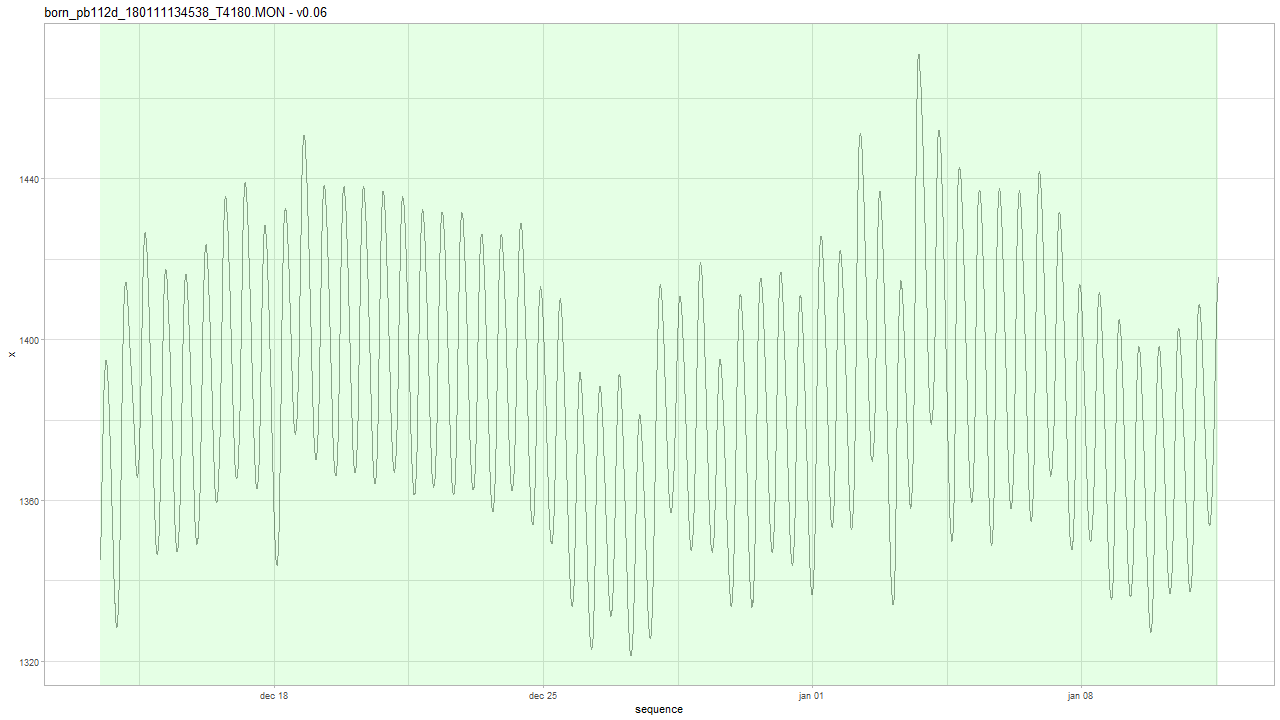 born_pb112d_180111134538_T4180.MON - v0.06
1440
1400
1360
1320
x
dec 18
dec 25
jan 01
jan 08
sequence